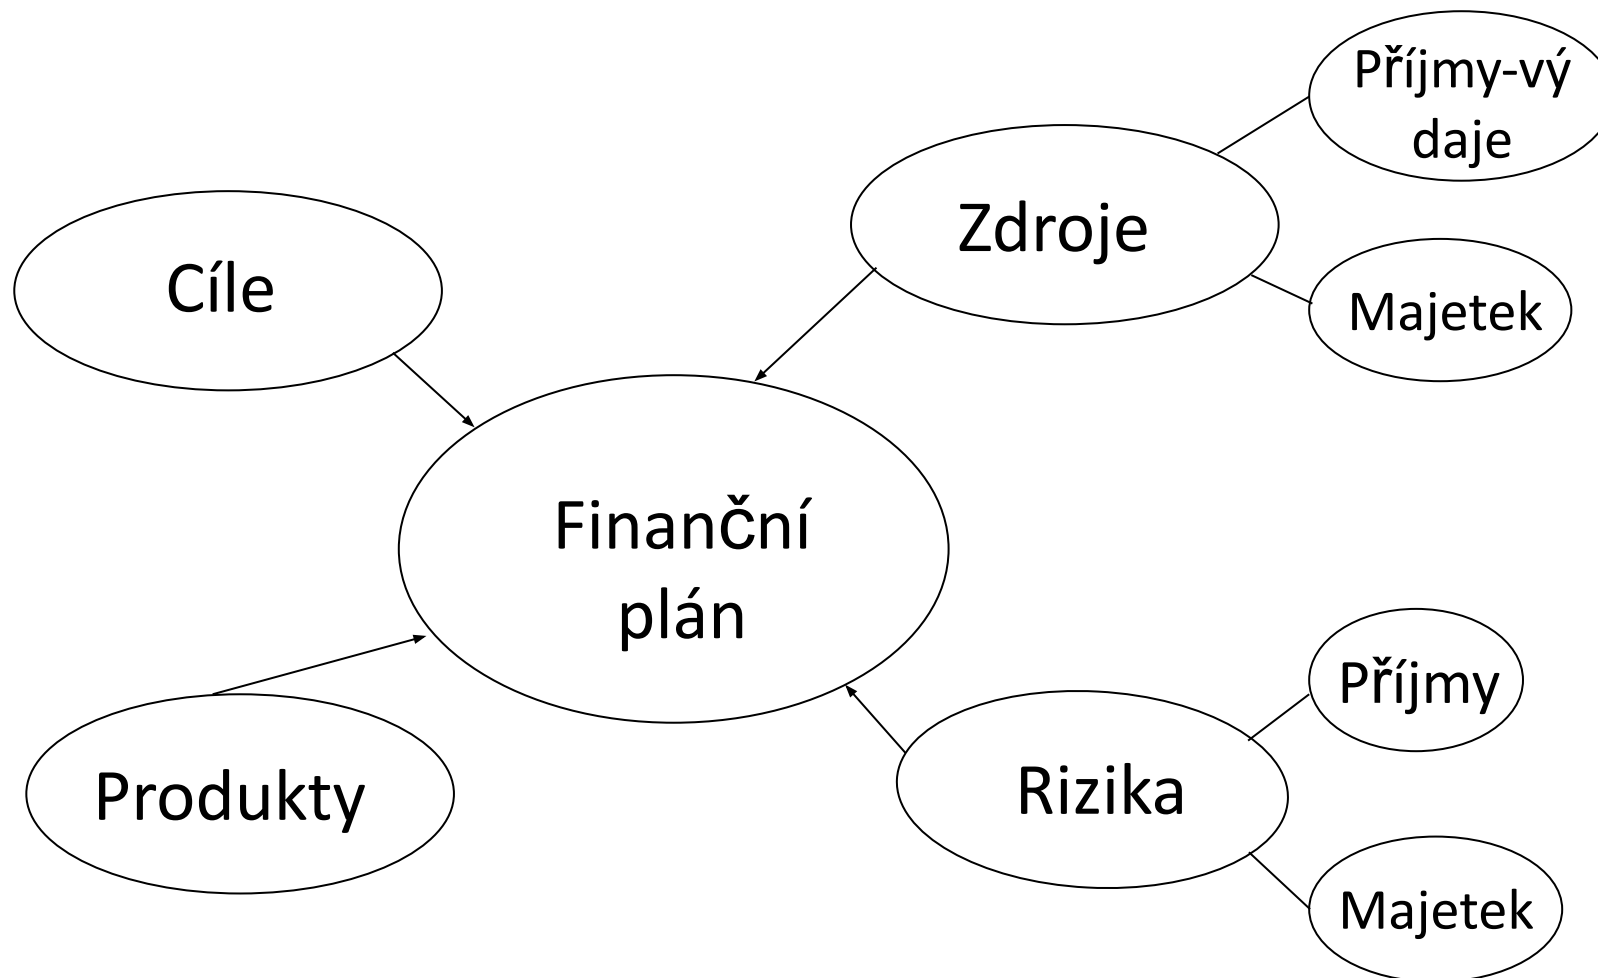 Příjmy-vý
daje
Zdroje
Cíle
Majetek
Finanční
plán
Příjmy
Produkty
Rizika
Majetek